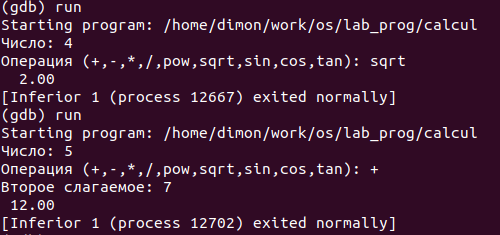 (gdb) run
Starting program: /home/dimon/work/os/lab_prog/calcul
Число: 4
Операция (+,-,*,/,pow,sqrt,sin,cos,tan): sqrt
  2.00
[Inferior 1 (process 12667) exited normally]
(gdb) run
Starting program: /home/dimon/work/os/lab_prog/calcul
Число: 5
Операция (+,-,*,/,pow,sqrt,sin,cos,tan): +
Второе слагаемое: 7
 12.00
[Inferior 1 (process 12702) exited normally]